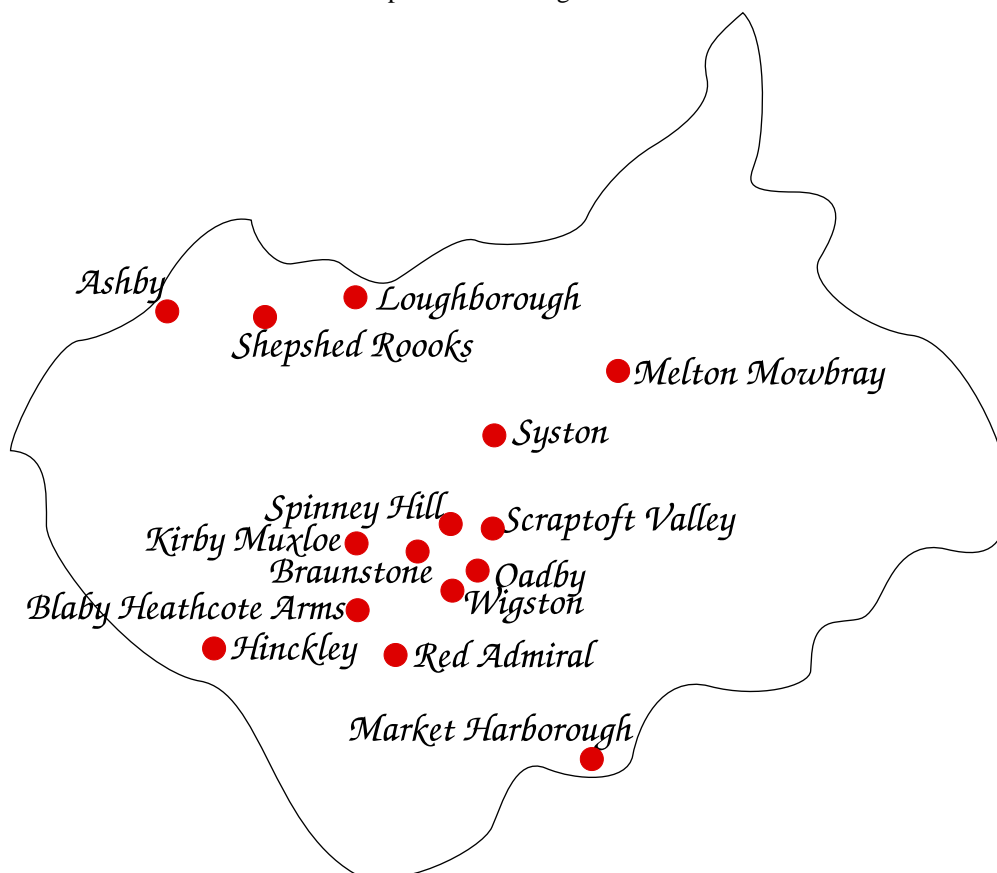 Ashby
Loughborough
Shepshed Roooks
Melton Mowbray
Syston
Spinney Hill
Scraptoft Valley
Kirby Muxloe
Braunstone
Oadby
Wigston
Blaby Heathcote Arms
Hinckley
Red Admiral
Market Harborough